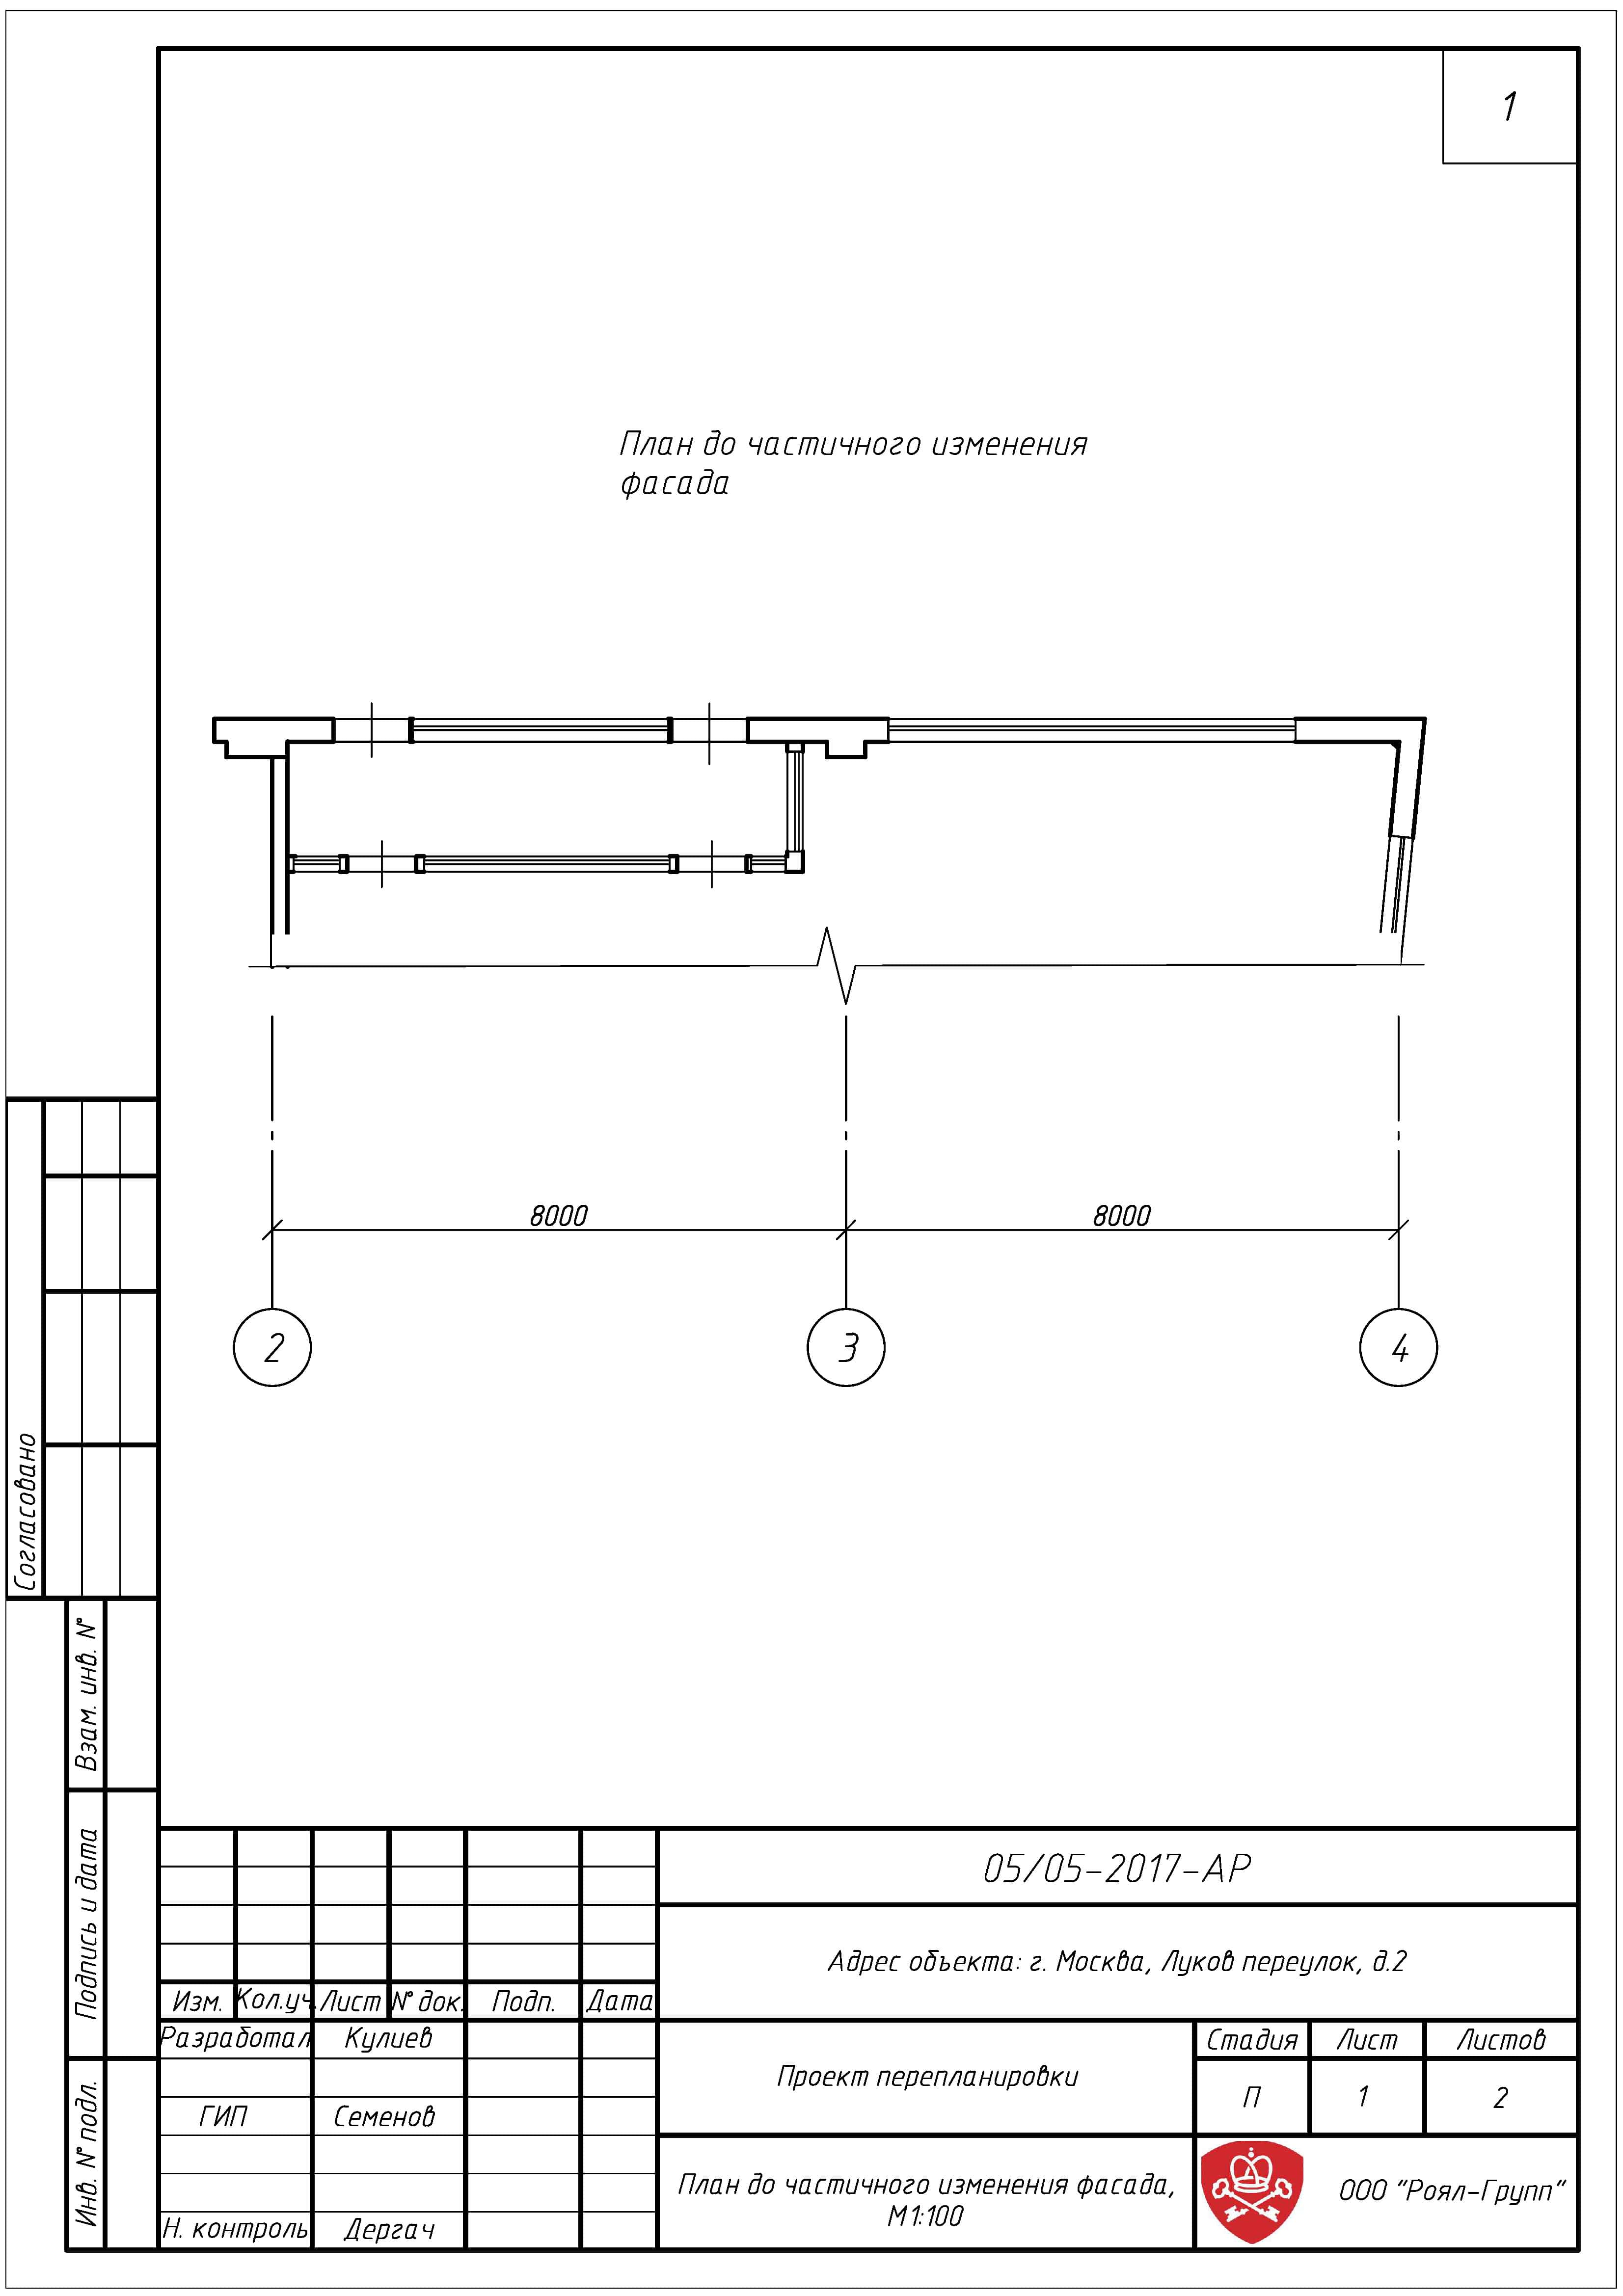 1
План до частичного изменения
фасада
8000
8000
2
3
4
Согласовано
Взам. инв. №
Подпись и дата
Инв. № подл.
05/05-2017-АР
Адрес объекта: г. Москва, Луков переулок, д.2
Изм. Кол.уч. Лист № док. Подп. Дата
Разработал Кулиев
ГИП Семенов
Н. контроль Дергач
Проект перепланировки
Стадия Лист Листов
П 1 2
План до частичного изменения фасада,
М1:100
ООО "Роял-Групп"